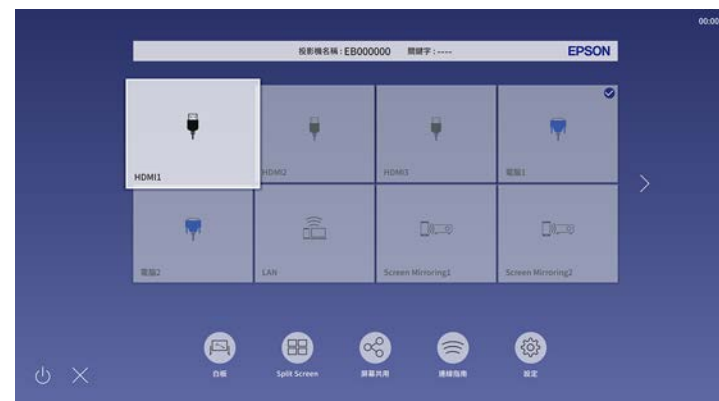 00:00
投影機名稱 : EB000000 關鍵字 : ---- EPSON
HDMI1 HDMI2 HDMI3 電腦1
電腦2 LAN Screen Mirroring1 Screen Mirroring2
白板 Split Screen 屏幕共用 連線指南 設定